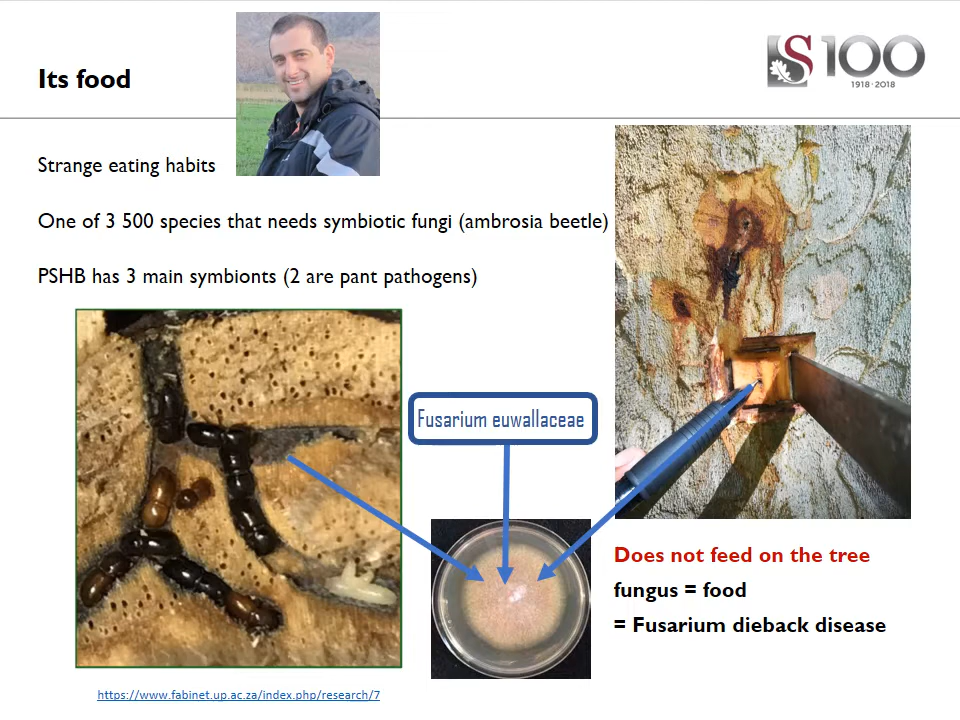 Its food
S100
1918·2018
Strange eating habits
One of 3 500 species that needs symbiotic fungi (ambrosia beetle)
PSHB has 3 main symbionts (2 are pant pathogens)
Fusarium euwallaceae
Does not feed on the tree
fungus = food
= Fusarium dieback disease
https://www.fabinet.up.ac.za/index.php/research/7